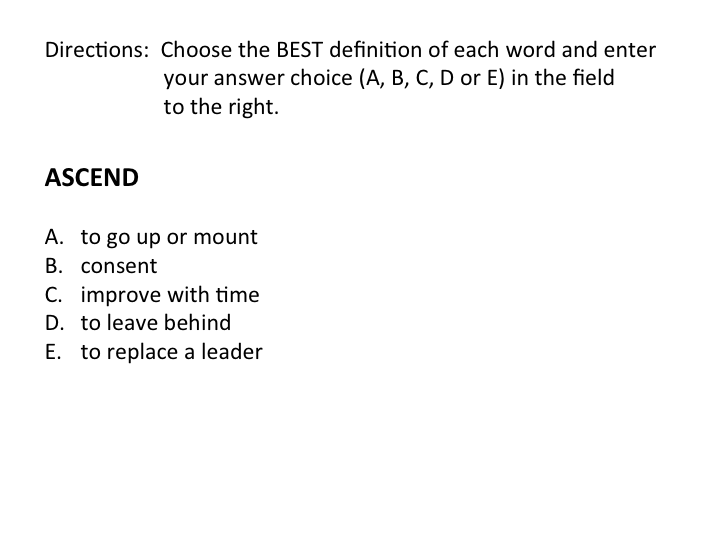 Directions: Choose the BEST definition of each word and enter
your answer choice (A, B, C, D or E) in the field
to the right.
ASCEND
A. to go up or mount
B. consent
C. improve with time
D. to leave behind
E. to replace a leader